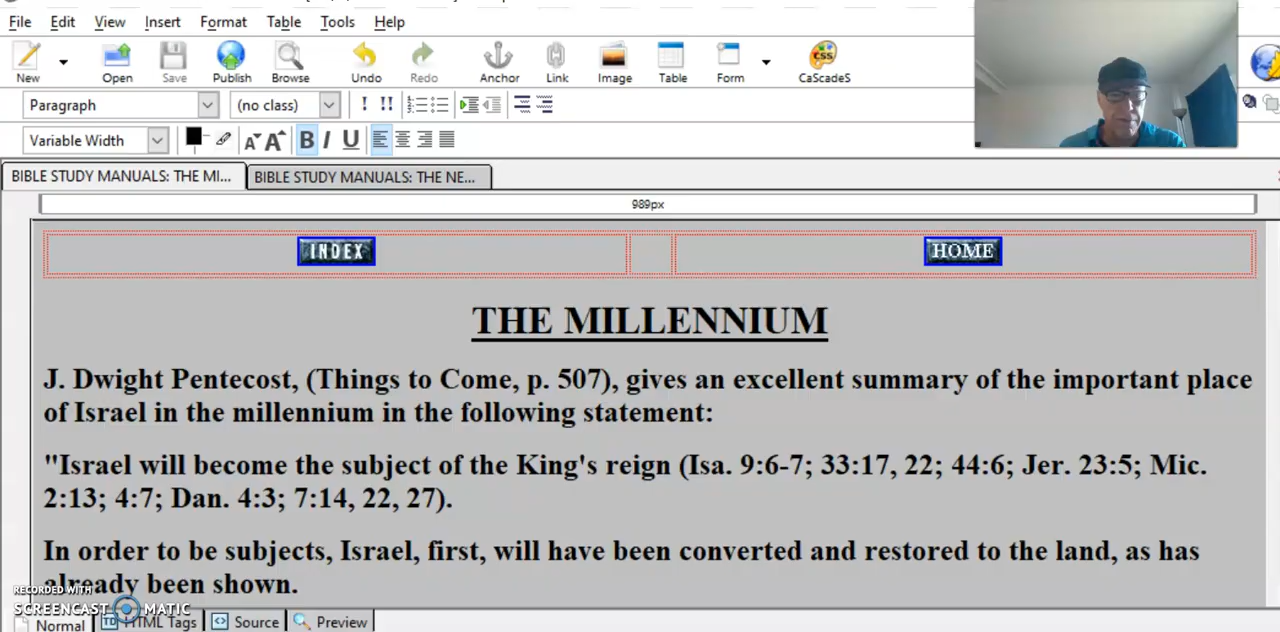 File Edit View Insert Format Table Tools Help
New Open Save Publish Browse Undo Redo Anchor Link Image Table Form CaScadeS
Paragraph (no class) ! !!
Variable Width A A B I U
BIBLE STUDY MANUALS: THE MI... BIBLE STUDY MANUALS: THE NE...
989px
INDEX HOME
THE MILLENNIUM
J. Dwight Pentecost, (Things to Come, p. 507), gives an excellent summary of the important place
of Israel in the millennium in the following statement:
"Israel will become the subject of the King's reign (Isa. 9:6-7; 33:17, 22; 44:6; Jer. 23:5; Mic.
2:13; 4:7; Dan. 4:3; 7:14, 22, 27).
In order to be subjects, Israel, first, will have been converted and restored to the land, as has
already been shown.
RECORDED WITH
SCREENCAST MATIC
Normal HTML Tags Source Preview